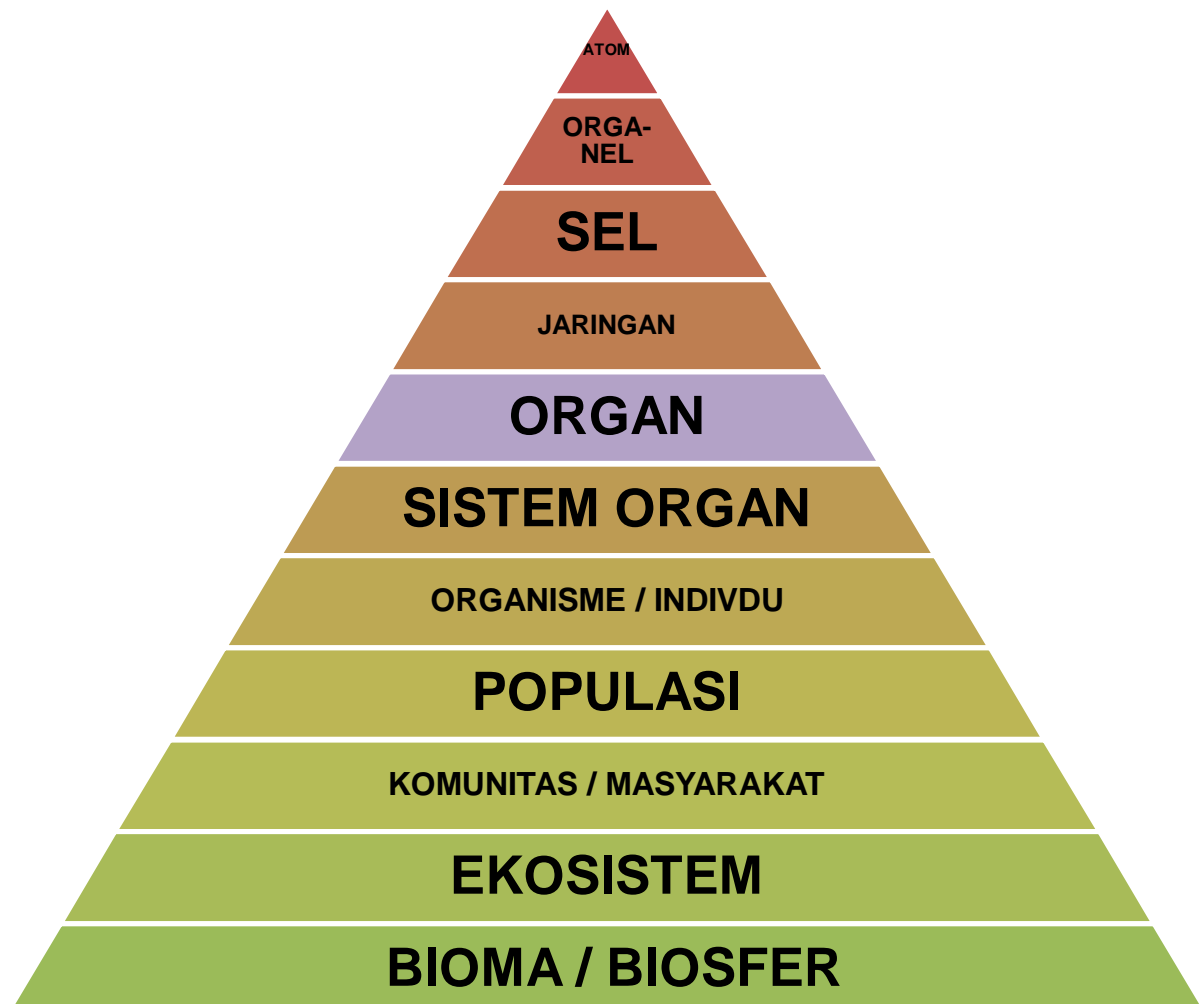 ATOM
ORGA-
NEL
SEL
JARINGAN
ORGAN
SISTEM ORGAN
ORGANISME / INDIVDU
POPULASI
KOMUNITAS / MASYARAKAT
EKOSISTEM
BIOMA / BIOSFER